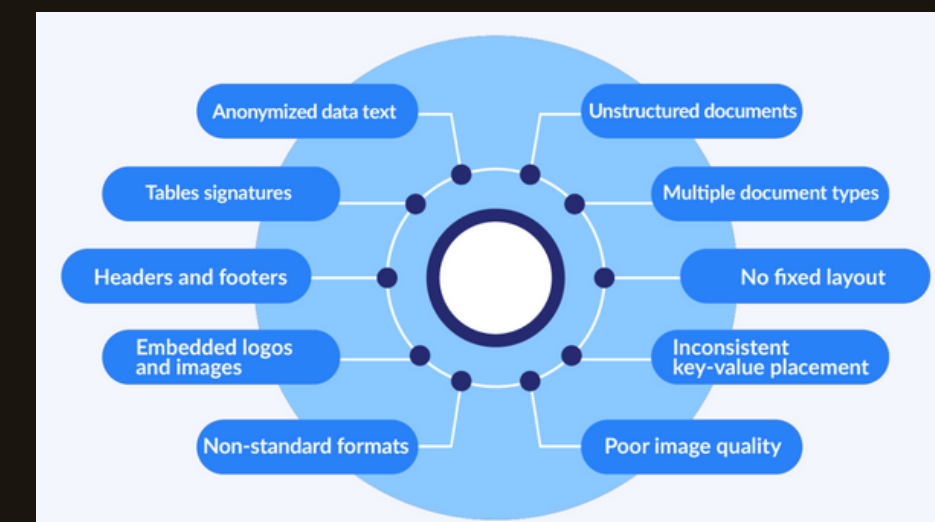 Anonymized data text
Unstructured documents
Tables signatures
Multiple document types
Headers and footers
No fixed layout
Embedded logos
and images
Inconsistent
key-value placement
Non-standard formats
Poor image quality